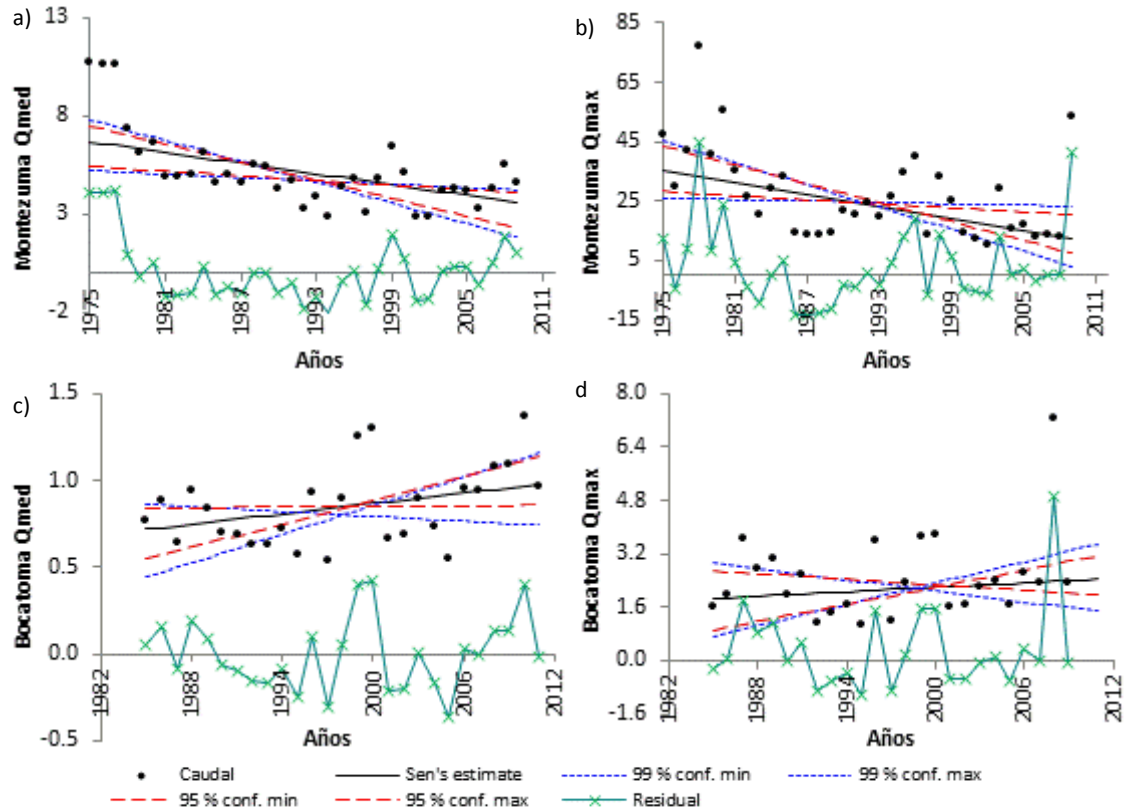 a)
13
8
3
-2
Montezuma Qmed
1975
1981
1987
1993
1999
2005
2011
Años
b)
85
65
45
25
5
-15
Montezuma Qmax
1975
1981
1987
1993
1999
2005
2011
Años
c)
1.5
1.0
0.5
0.0
-0.5
Bocatoma Qmed
1982
1988
1994
2000
2006
2012
Años
d
8.0
6.4
4.8
3.2
1.6
0.0
-1.6
Bocatoma Qmax
1982
1988
1994
2000
2006
2012
Años
Caudal
Sen's estimate
99 % conf. min
99 % conf. max
95 % conf. min
95 % conf. max
Residual